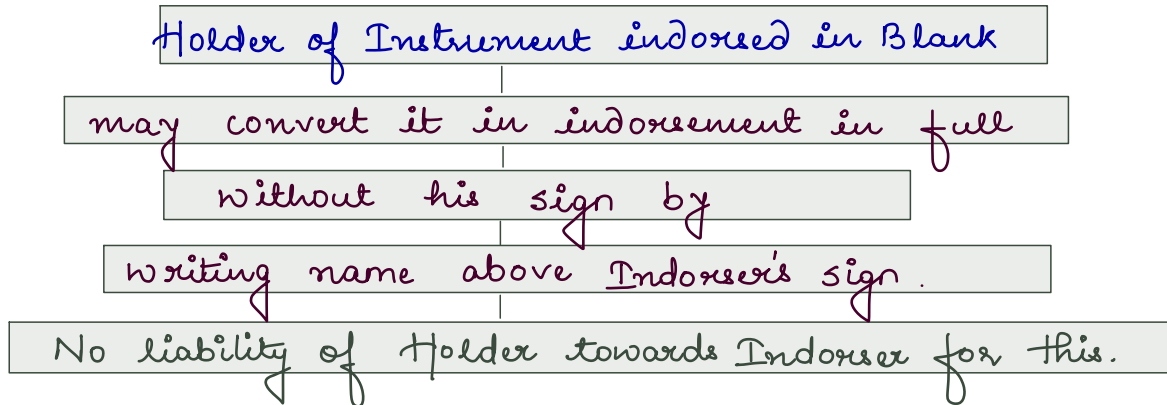 Holder of Instrument indorsed in Blank
may convert it in indorsement in full
without his sign by
writing name above Indorser's sign.
No liability of Holder towards Indorser for this.